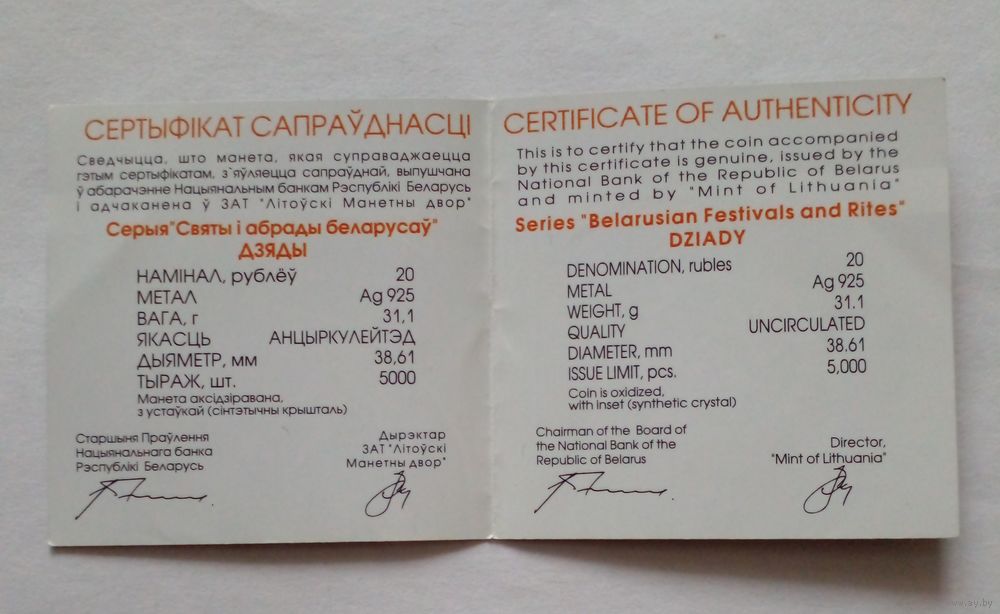 СЕРТЫФІКАТ САПРАЎДНАСЦІ
Сведчыцца, што манета, якая суправаджаецца
гэтым сертыфікатам, з`яўляецца сапраўднай, выпушчана
ў абарачэнне Нацыянальным банкам Рэспублікі Беларусь
і адчаканена ў ЗАТ "Літоўскі Манетны двор"
Серыя "Святы і абрады беларусаў"
ДЗЯДЫ
НАМІНАЛ, рублёў 20
МЕТАЛ Ag 925
ВАГА, г 31,1
ЯКАСЦЬ АНЦЫРКУЛЕЙТЭД
ДЫЯМЕТР, мм 38,61
ТЫРАЖ, шт. 5000
Манета аксідзіравана,
з устаўкай (сінтэтычны крышталь)
Старшыня Праўлення
Нацыянальнага банка
Рэспублікі Беларусь
Дырэктар
ЗАТ "Літоўскі
Манетны двор"
CERTIFICATE OF AUTHENTICITY
This is to certify that the coin accompanied
by this certificate is genuine, issued by the
National Bank of the Republic of Belarus
and minted by "Mint of Lithuania"
Series "Belarusian Festivals and Rites"
DZIADY
DENOMINATION, rubles 20
METAL Ag 925
WEIGHT, g 31.1
QUALITY UNCIRCULATED
DIAMETER, mm 38.61
ISSUE LIMIT, pcs. 5,000
Coin is oxidized,
with inset (synthetic crystal)
Chairman of the Board of
the National Bank of the
Republic of Belarus
Director,
"Mint of Lithuania"
www.ay.by